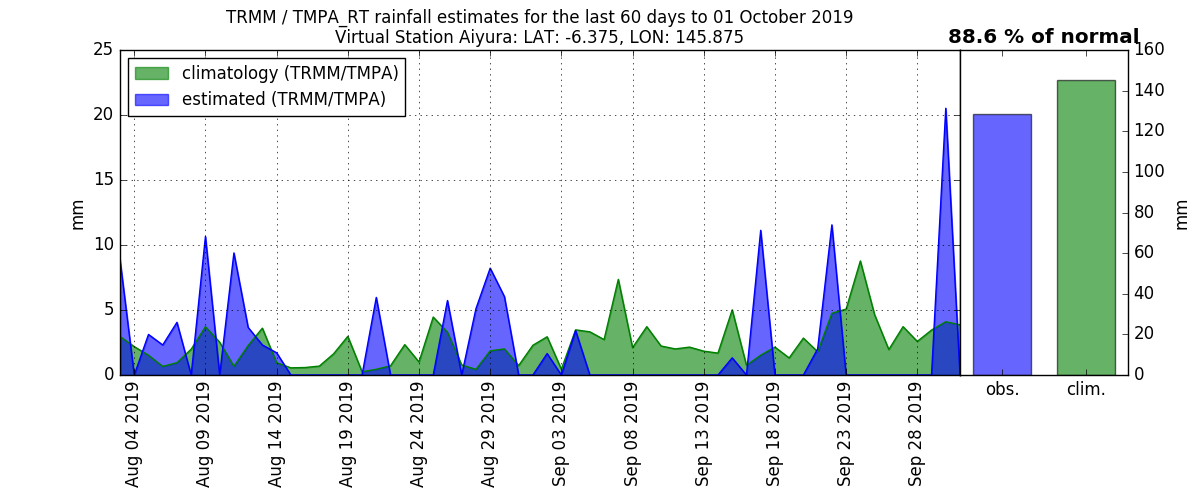 TRMM / TMPA_RT rainfall estimates for the last 60 days to 01 October 2019
Virtual Station Aiyura: LAT: -6.375, LON: 145.875
88.6 % of normal
climatology (TRMM/TMPA)
estimated (TRMM/TMPA)
mm
25
20
15
10
5
0
Aug 04 2019
Aug 09 2019
Aug 14 2019
Aug 19 2019
Aug 24 2019
Aug 29 2019
Sep 03 2019
Sep 08 2019
Sep 13 2019
Sep 18 2019
Sep 23 2019
Sep 28 2019
obs.
clim.
160
140
120
100
80
60
40
20
0
mm